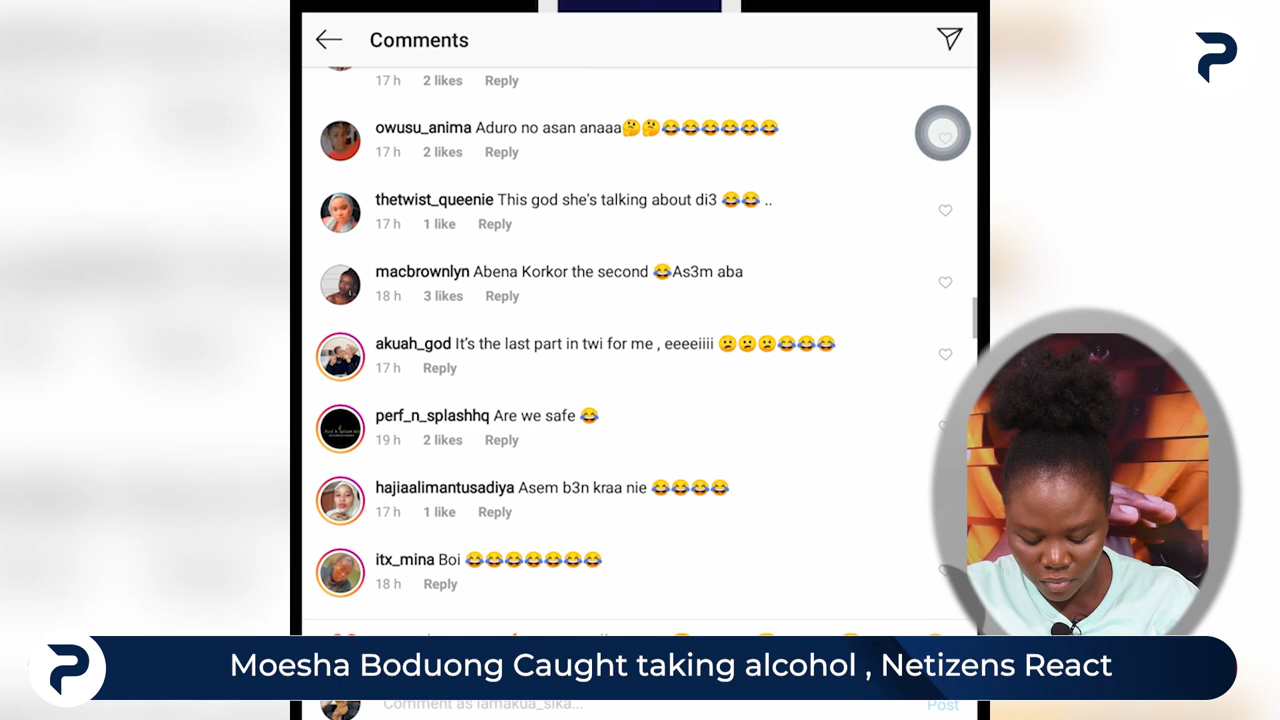 Comments
17 h 2 likes Reply
owusu_anima Aduro no asan anaaa🤔🤔😂😂😂😂😂😂
17 h 2 likes Reply
thetwist_queenie This god she's talking about di3 😂😂 ..
17 h 1 like Reply
macbrownlyn Abena Korkor the second 😂As3m aba
18 h 3 likes Reply
akuah_god It's the last part in twi for me , eeeeiiii 😕😕😕😂😂😂
17 h Reply
perf_n_splashhq Are we safe 😂
19 h 2 likes Reply
hajiaalimantusadiya Asem b3n kraa nie 😂😂😂😂
17 h 1 like Reply
itx_mina Boi 😂😂😂😂😂😂😂
18 h Reply
Moesha Boduong Caught taking alcohol , Netizens React
Comment as iamakua_sika...
Post